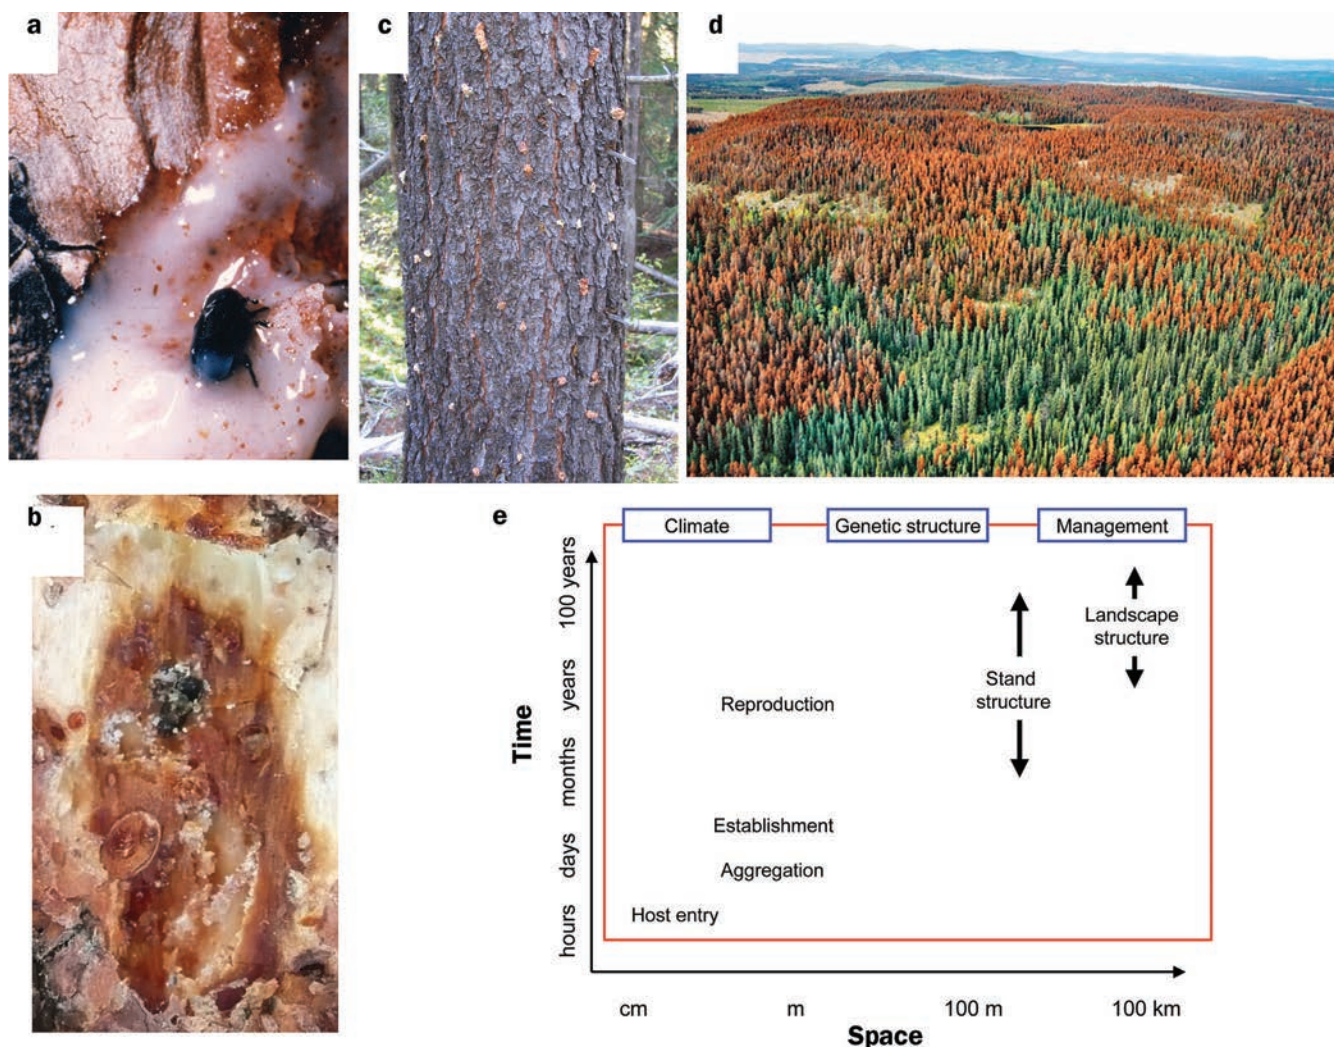 a
c
d
b
e
Climate
Genetic structure
Management
100 years
years
months
days
hours
Time
Landscape
structure
Stand
structure
Reproduction
Establishment
Aggregation
Host entry
cm
m
100 m
100 km
Space